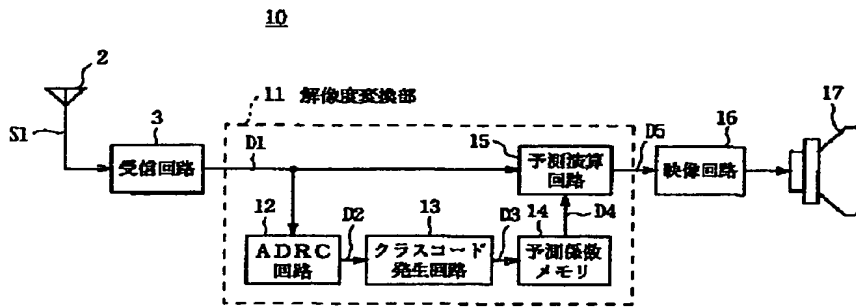 10
2
S1
3
受信回路
D1
11 解像度変換部
15
予測演算
回路
D5
16
映像回路
17
12
ADRC
回路
D2
13
クラスコード
発生回路
D3
14
予測係数
メモリ
D4